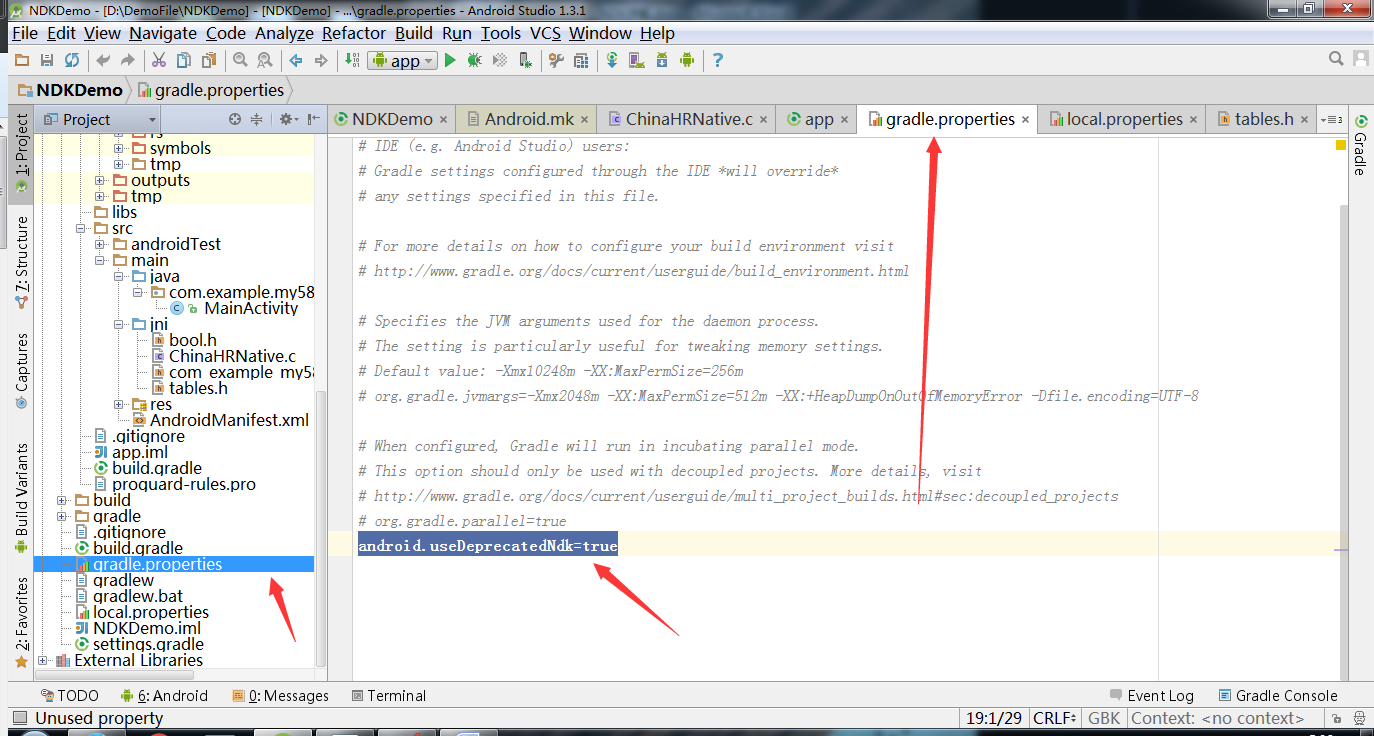 NDKDemo - [D:\DemoFile\NDKDemo] - [NDKDemo] - ...\gradle.properties - Android Studio 1.3.1
File Edit View Navigate Code Analyze Refactor Build Run Tools VCS Window Help
app
NDKDemo gradle.properties
Project
NDKDemo Android.mk ChinaHRNative.c app gradle.properties local.properties tables.h
1: Project
7: Structure
Captures
Build Variants
2: Favorites
symbols
tmp
outputs
tmp
libs
src
androidTest
main
java
com.example.my58
MainActivity
jni
bool.h
ChinaHRNative.c
com_example_my58
tables.h
res
AndroidManifest.xml
.gitignore
app.iml
build.gradle
proguard-rules.pro
build
gradle
.gitignore
build.gradle
gradle.properties
gradlew
gradlew.bat
local.properties
NDKDemo.iml
settings.gradle
External Libraries
# IDE (e.g. Android Studio) users:
# Gradle settings configured through the IDE *will override*
# any settings specified in this file.
# For more details on how to configure your build environment visit
# http://www.gradle.org/docs/current/userguide/build_environment.html
# Specifies the JVM arguments used for the daemon process.
# The setting is particularly useful for tweaking memory settings.
# Default value: -Xmx10248m -XX:MaxPermSize=256m
# org.gradle.jvmargs=-Xmx2048m -XX:MaxPermSize=512m -XX:+HeapDumpOnOutOfMemoryError -Dfile.encoding=UTF-8
# When configured, Gradle will run in incubating parallel mode.
# This option should only be used with decoupled projects. More details, visit
# http://www.gradle.org/docs/current/userguide/multi_project_builds.html#sec:decoupled_projects
# org.gradle.parallel=true
android.useDeprecatedNdk=true
Gradle
TODO 6: Android 0: Messages Terminal Event Log Gradle Console
Unused property 19:1/29 CRLF GBK Context: <no context>